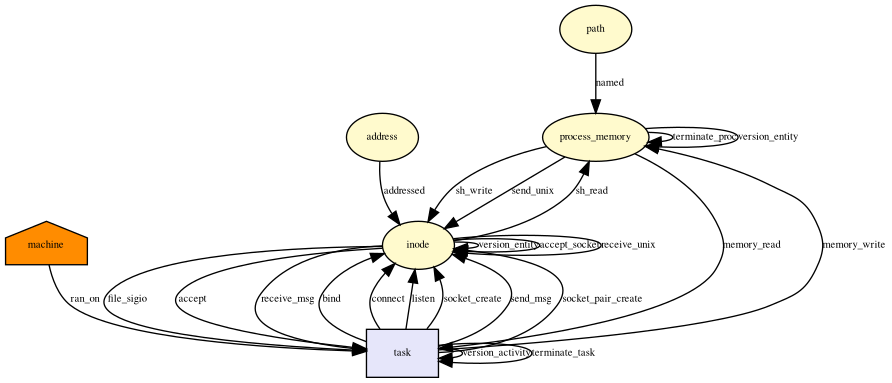 path
named
address
process_memory
terminate_proc
version_entity
addressed
sh_write
send_unix
sh_read
machine
inode
version_entity
accept_socket
receive_unix
memory_read
memory_write
ran_on
file_sigio
accept
receive_msg
bind
connect
listen
socket_create
send_msg
socket_pair_create
task
version_activity
terminate_task